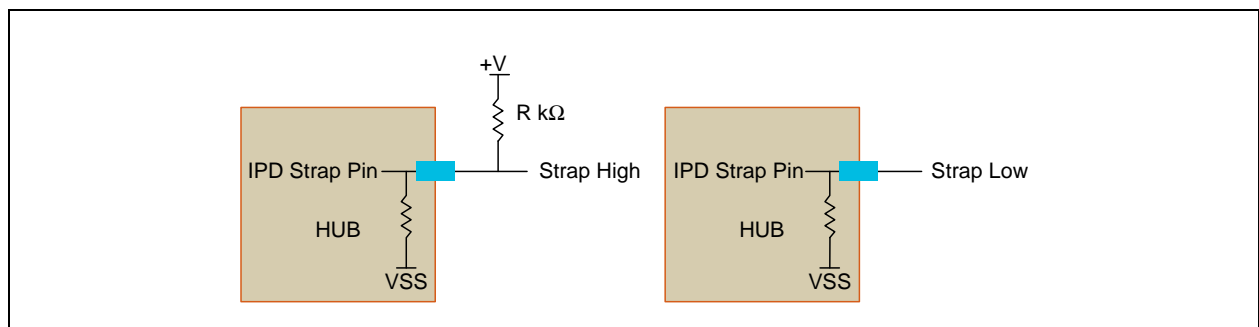 +V
R kΩ
IPD Strap Pin
Strap High
HUB
VSS
IPD Strap Pin
Strap Low
HUB
VSS